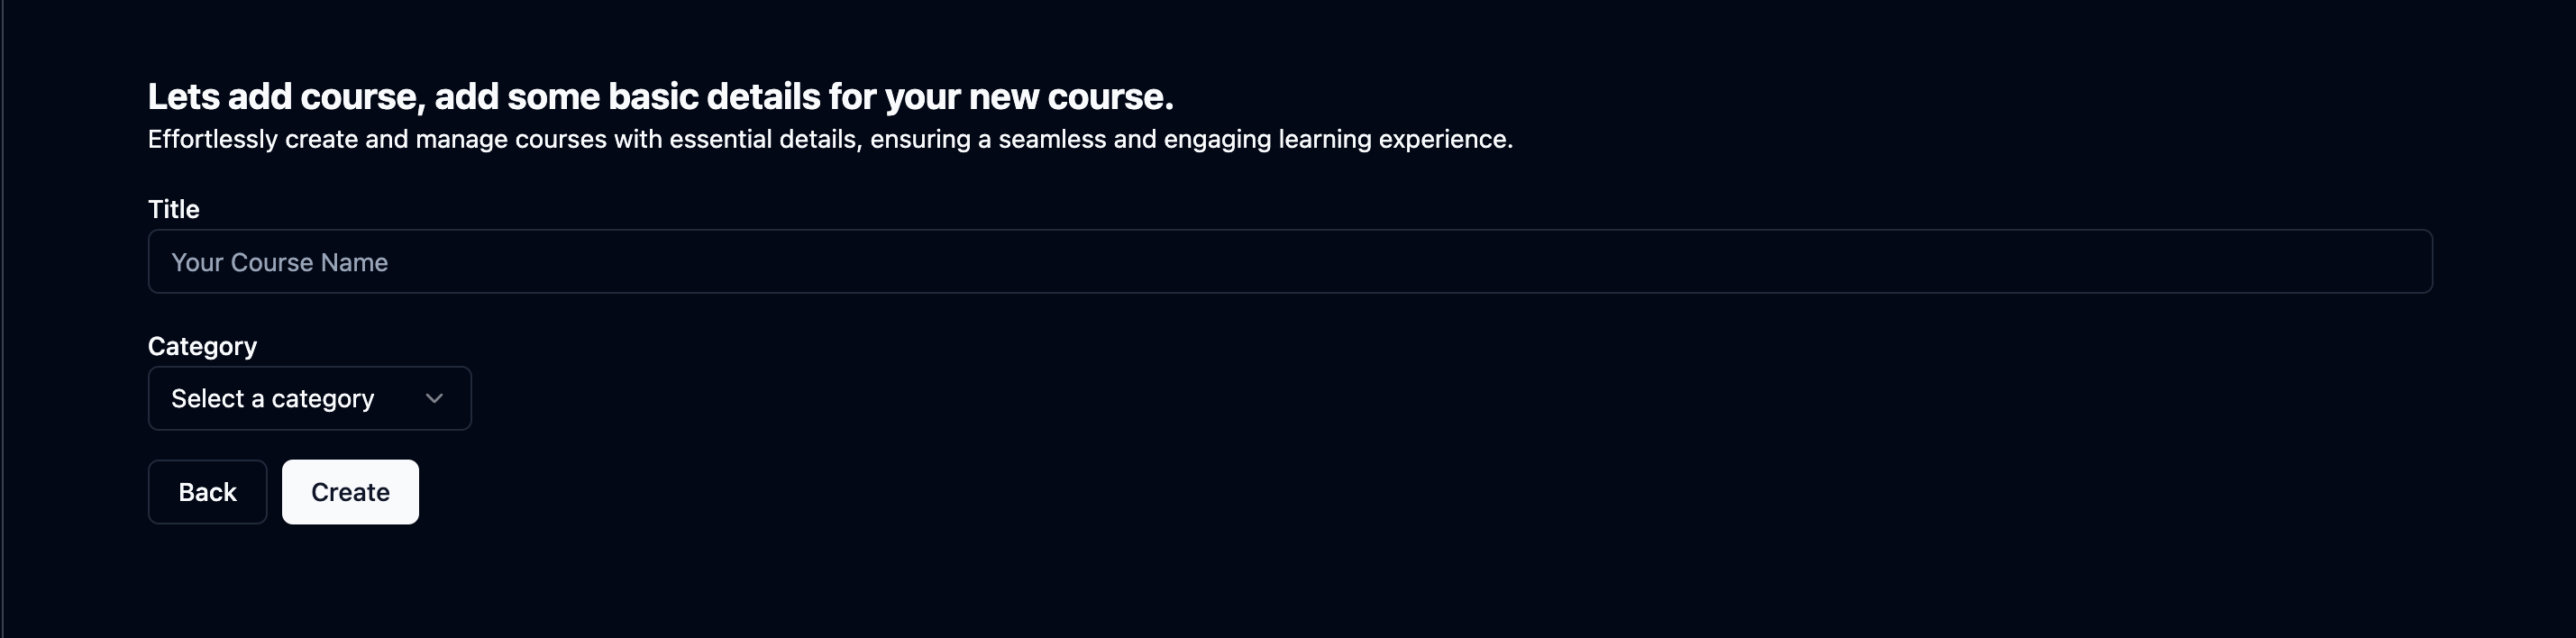 Lets add course, add some basic details for your new course.
Effortlessly create and manage courses with essential details, ensuring a seamless and engaging learning experience.
Title
Your Course Name
Category
Select a category
Back Create